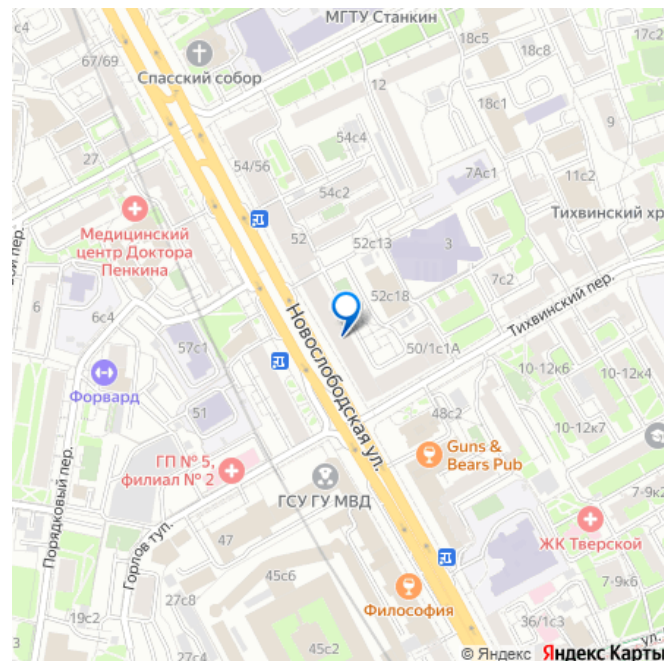 МГТУ Станкин
17с2
67/69
18с5
18с8
Спасский собор
12
18с1
9
54с4
27
54/56
7Ас1
11с2
54с2
Тихвинский хр
Медицинский
центр Доктора
Пенкина
52
52с13
3
ой пер.
7с2
52с18
6
6с4
Тихвинский пер.
Новослободская ул.
57с1
50/1с1А
10-12к6
10-12к4
Форвард
51
48с2
10-12к7
Guns &
Bears Pub
ГП № 5,
филиал № 2
7-9к2
ГСУ ГУ МВД
Порядковый пер.
Горлов туп.
47
ЖК Тверской
45с6
7-9к6
27с8
Философия
19с2
36/1с3
45с2
ул.
© Яндекс Яндекс Карты